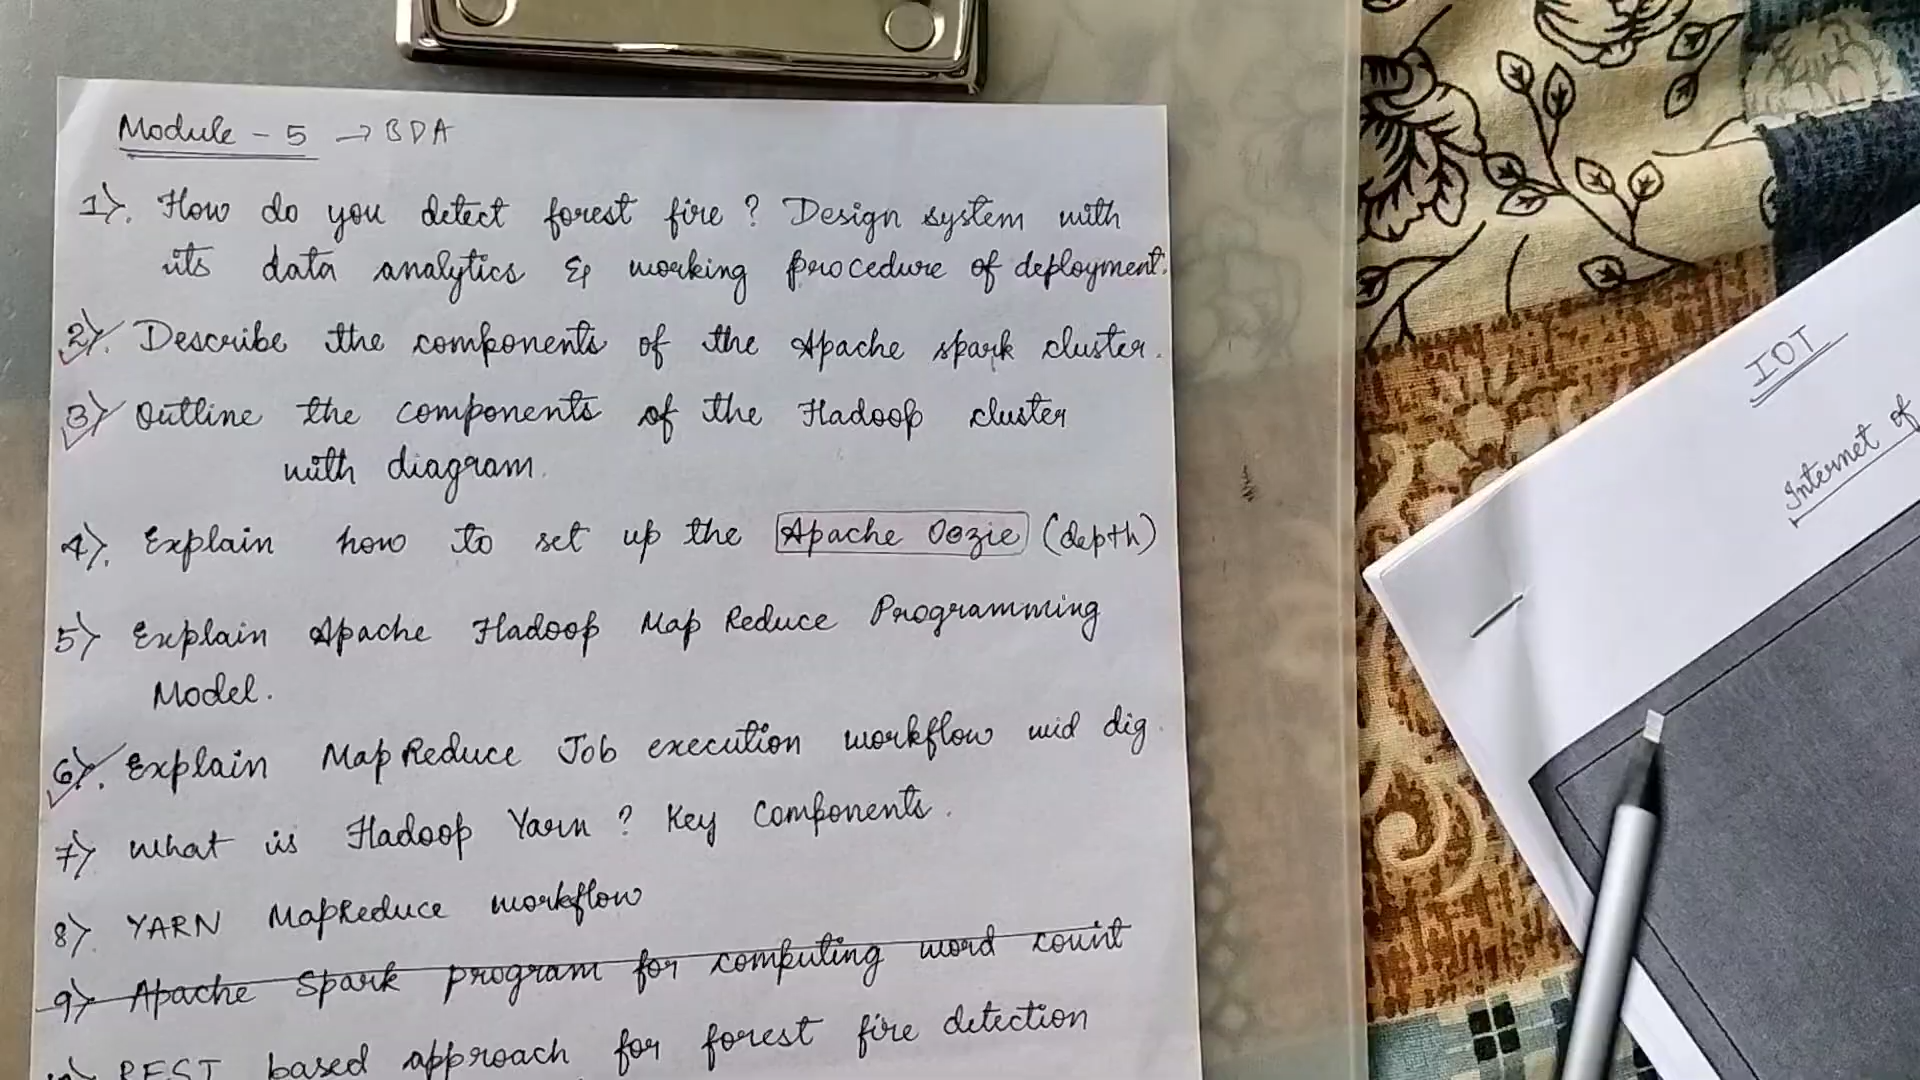 Module - 5 → BDA
1). How do you detect forest fire? Design system with
its data analytics & working procedure of deployment.
2). Describe the components of the Apache spark cluster.
3) Outline the components of the Hadoop cluster
with diagram.
4). Explain how to set up the Apache Oozie (depth)
5) Explain Apache Hadoop Map Reduce Programming
Model.
6). Explain MapReduce Job execution workflow wid dig.
7) What is Hadoop Yarn? Key Components.
8). YARN MapReduce workflow
9) Apache Spark program for computing word count
10) REST based approach for forest fire detection
IOT
Internet of